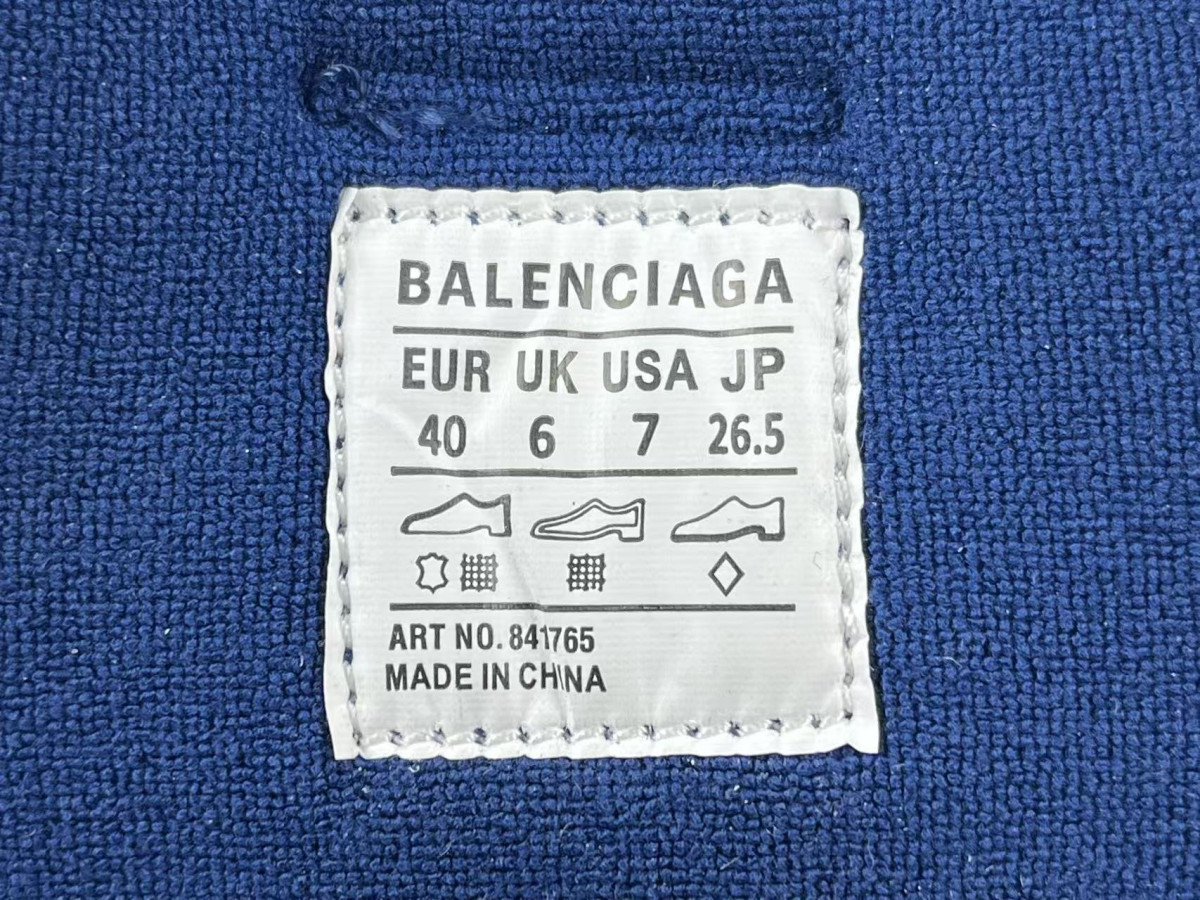 BALENCIAGA
EUR UK USA JP
40 6 7 26.5
ART NO. 841765
MADE IN CHINA